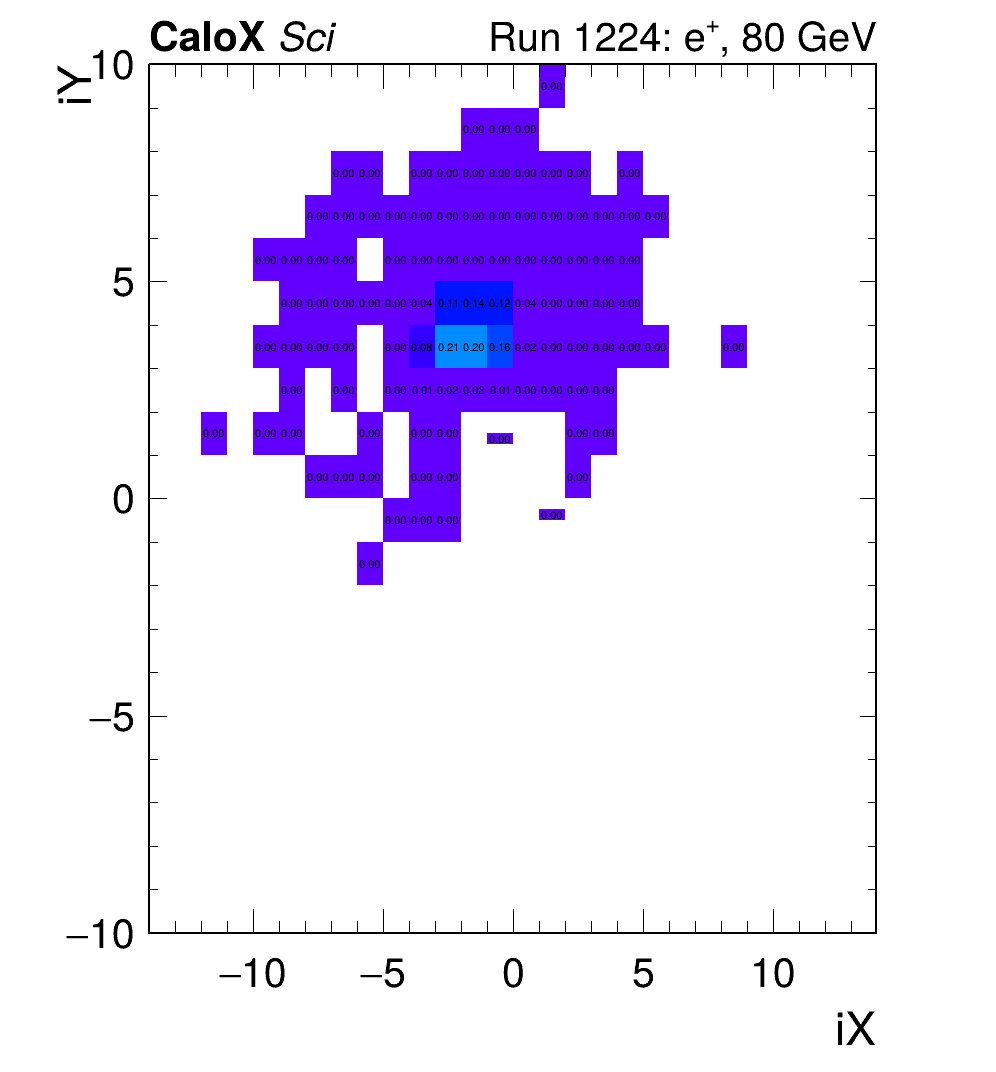 CaloX Sci Run 1224: e⁺, 80 GeV
iY
10
0.00
0.00 0.00 0.00
0.00 0.00 0.00 0.00 0.00 0.00 0.00 0.00 0.00 0.00
0.00 0.00 0.00 0.00 0.00 0.00 0.00 0.00 0.00 0.00 0.00 0.00 0.00 0.00
0.00 0.00 0.00 0.00 0.00 0.00 0.00 0.00 0.00 0.00 0.00 0.00 0.00 0.00
5
0.00 0.00 0.00 0.00 0.00 0.04 0.11 0.14 0.12 0.04 0.00 0.00 0.00 0.00
0.00 0.00 0.00 0.00 0.00 0.08 0.21 0.20 0.16 0.02 0.00 0.00 0.00 0.00 0.00 0.00
0.00 0.00 0.00 0.01 0.02 0.02 0.01 0.00 0.00 0.00 0.00
0.00 0.00 0.00 0.00 0.00 0.00 0.00 0.00 0.00
0.00 0.00 0.00 0.00 0.00 0.00
0
0.00 0.00 0.00 0.00
0.00
−5
−10
−10 −5 0 5 10
iX